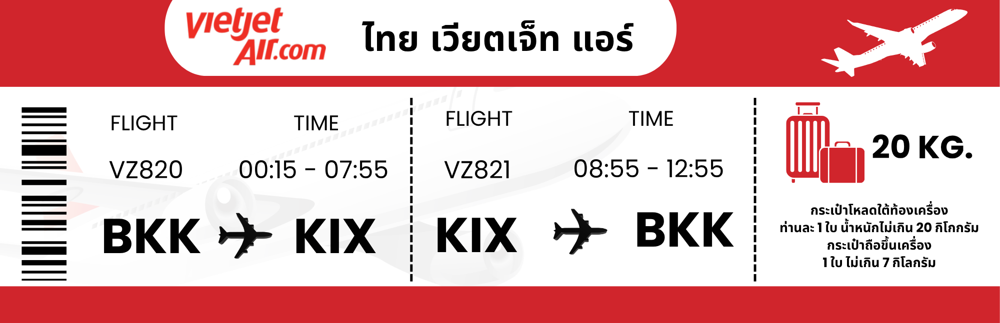 vietjet
Air.com
ไทย เวียตเจ็ท แอร์
FLIGHT TIME
VZ820 00:15 - 07:55
BKK KIX
FLIGHT TIME
VZ821 08:55 - 12:55
KIX BKK
20 KG.
กระเป๋าโหลดใต้ท้องเครื่อง
ท่านละ 1 ใบ น้ำหนักไม่เกิน 20 กิโกกรัม
กระเป๋าถือขึ้นเครื่อง
1 ใบ ไม่เกิน 7 กิโลกรัม